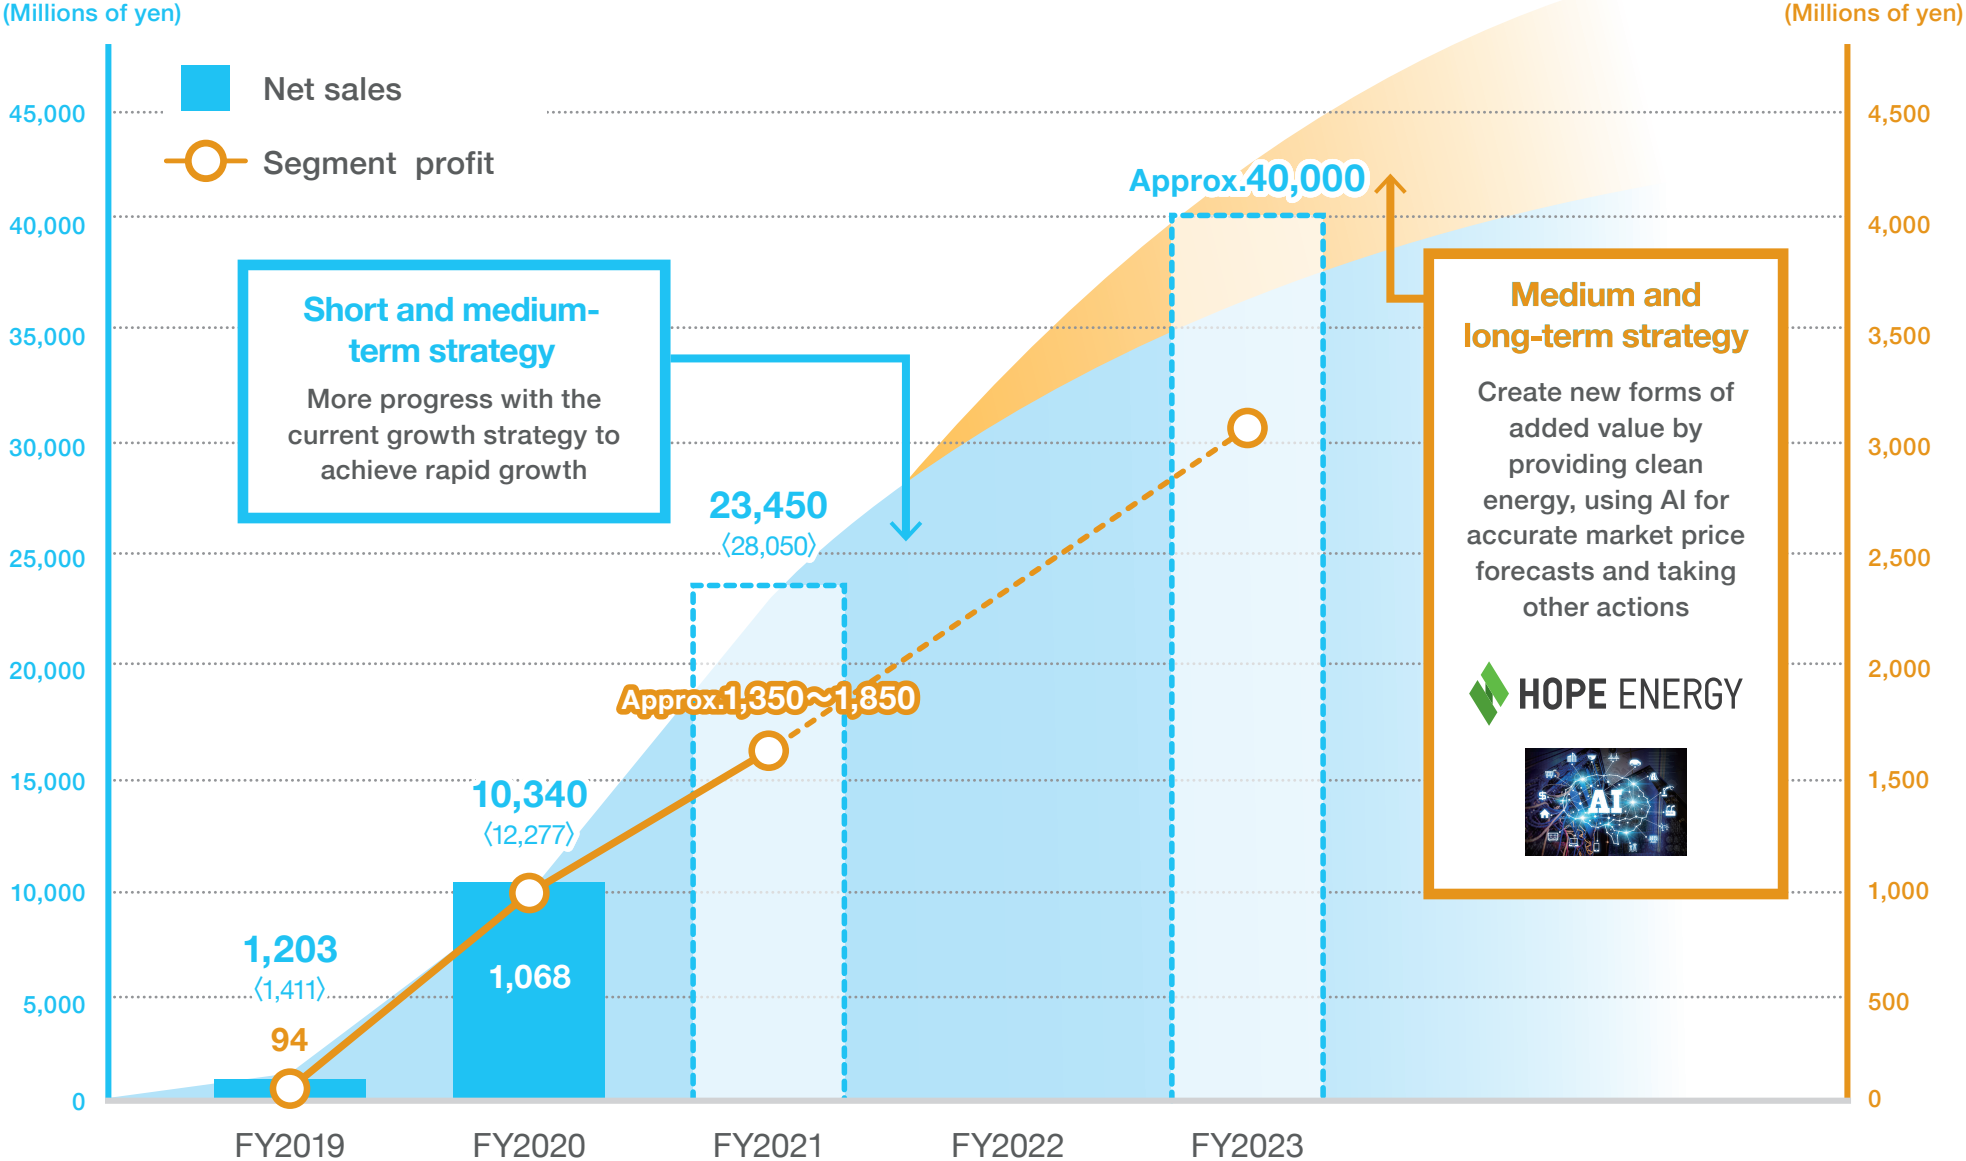 (Millions of yen)
(Millions of yen)
Net sales
Segment profit
45,000
40,000
35,000
30,000
25,000
20,000
15,000
10,000
5,000
0
4,500
4,000
3,500
3,000
2,500
2,000
1,500
1,000
500
0
Short and medium-
term strategy
More progress with the
current growth strategy to
achieve rapid growth
Approx.40,000
Medium and
long-term strategy
Create new forms of
added value by
providing clean
energy, using AI for
accurate market price
forecasts and taking
other actions
HOPE ENERGY
AI
23,450
〈28,050〉
Approx.1,350〜1,850
10,340
〈12,277〉
1,068
1,203
〈1,411〉
94
FY2019
FY2020
FY2021
FY2022
FY2023